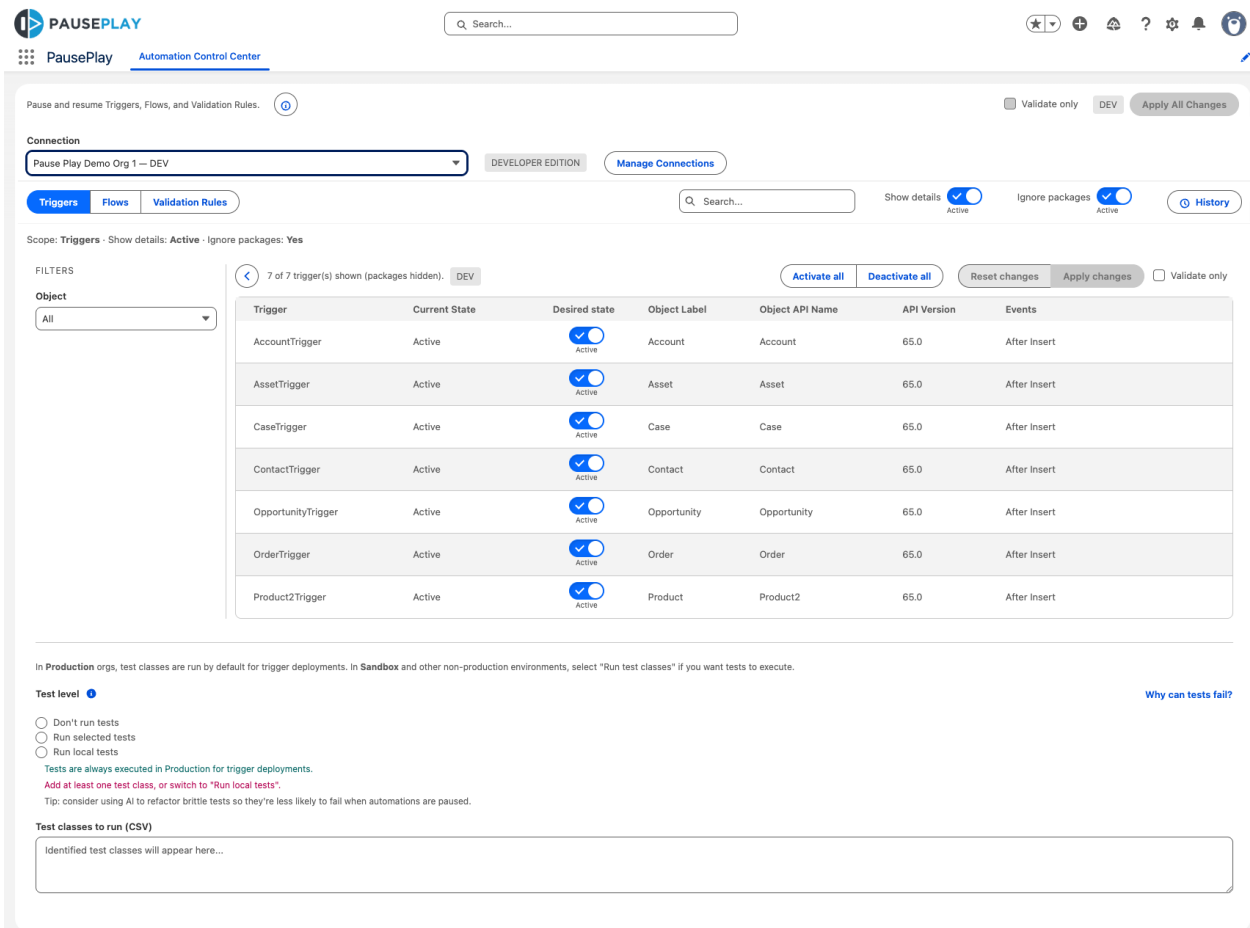 PAUSEPLAY
Search...
PausePlay
Automation Control Center
Pause and resume Triggers, Flows, and Validation Rules.
Validate only
DEV
Apply All Changes
Connection
Pause Play Demo Org 1 — DEV
DEVELOPER EDITION
Manage Connections
Triggers
Flows
Validation Rules
Search...
Show details
Active
Ignore packages
Active
History
Scope: Triggers · Show details: Active · Ignore packages: Yes
FILTERS
Object
All
7 of 7 trigger(s) shown (packages hidden).
DEV
Activate all
Deactivate all
Reset changes
Apply changes
Validate only
Trigger Current State Desired state Object Label Object API Name API Version Events
AccountTrigger Active Active Account Account 65.0 After Insert
AssetTrigger Active Active Asset Asset 65.0 After Insert
CaseTrigger Active Active Case Case 65.0 After Insert
ContactTrigger Active Active Contact Contact 65.0 After Insert
OpportunityTrigger Active Active Opportunity Opportunity 65.0 After Insert
OrderTrigger Active Active Order Order 65.0 After Insert
Product2Trigger Active Active Product Product2 65.0 After Insert
In Production orgs, test classes are run by default for trigger deployments. In Sandbox and other non-production environments, select "Run test classes" if you want tests to execute.
Test level
Why can tests fail?
Don't run tests
Run selected tests
Run local tests
Tests are always executed in Production for trigger deployments.
Add at least one test class, or switch to "Run local tests".
Tip: consider using AI to refactor brittle tests so they're less likely to fail when automations are paused.
Test classes to run (CSV)
Identified test classes will appear here...